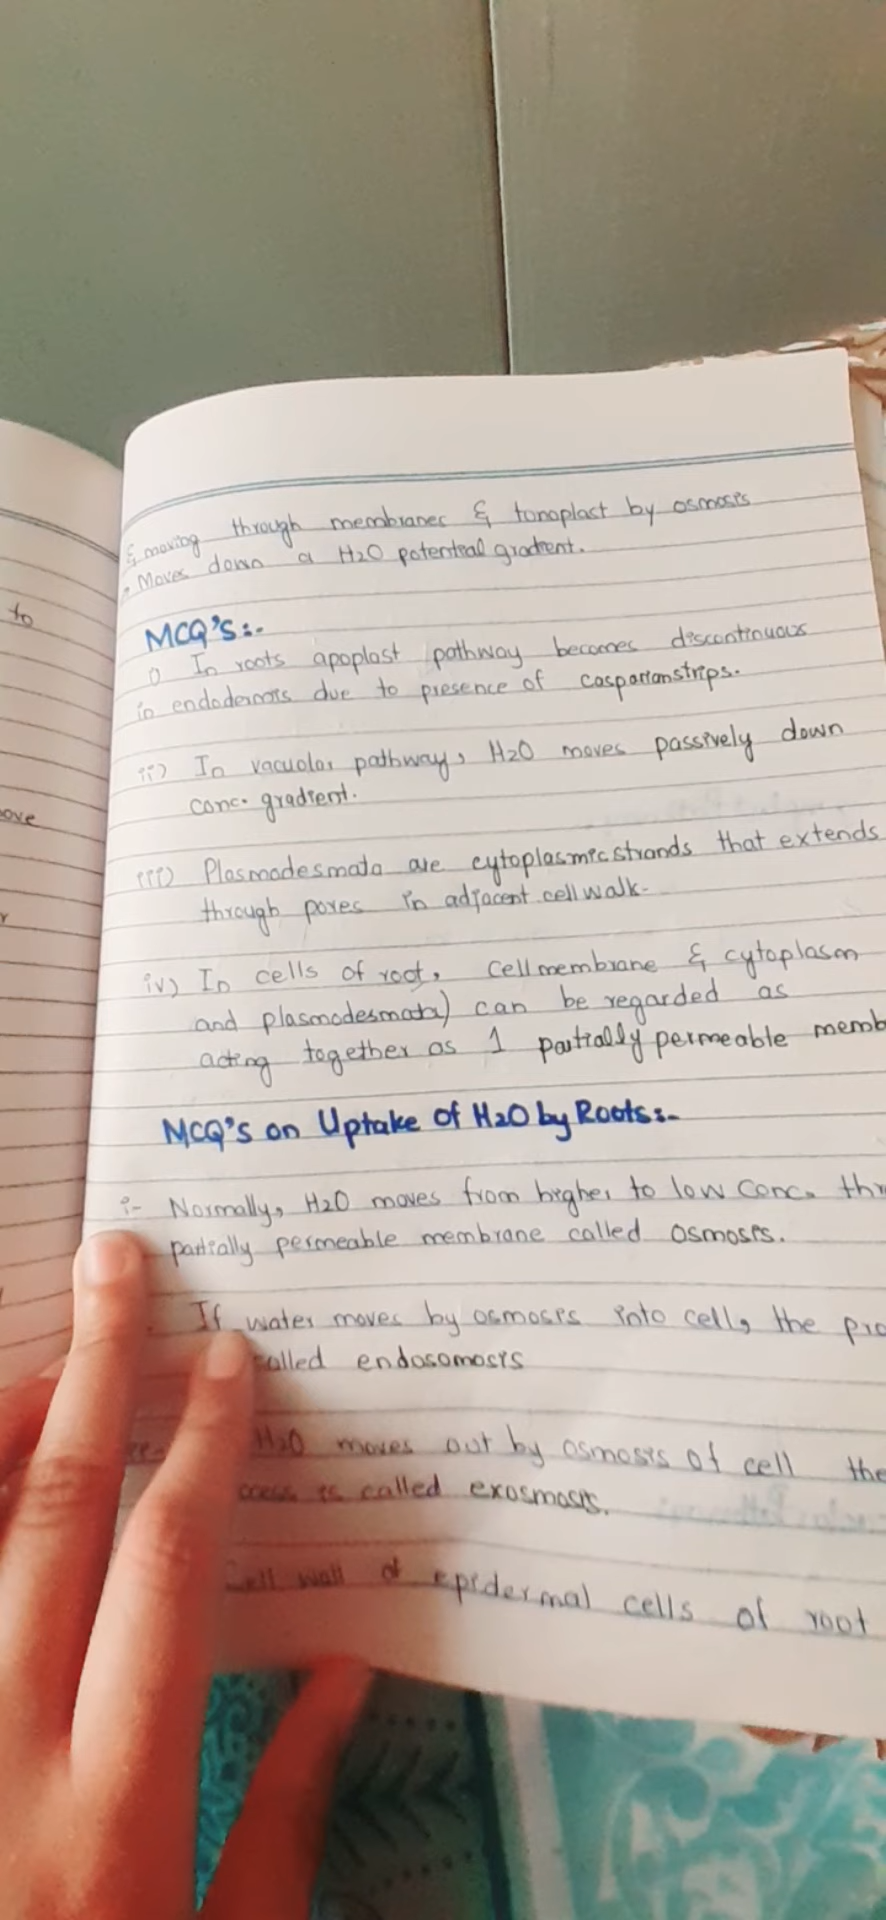 & moving through membranes & tonoplast by osmosis
• Moves down a H2O potential gradient.
MCQ's:-
i) In roots apoplast pathway becomes discontinuous
in endodermis due to presence of casparianstrips.
ii) In vacuolar pathway, H2O moves passively down
conc. gradient.
iii) Plasmodesmata are cytoplasmic strands that extends
through pores in adjacent cell walk.
iv) In cells of root, Cell membrane & cytoplasm
and plasmodesmata) can be regarded as
acting together as 1 partially permeable memb
MCQ's on Uptake of H2O by Roots:-
i- Normally, H2O moves from higher to low conc. thr
partially permeable membrane called osmosis.
If water moves by osmosis into cell, the pro
called endosomosis
H2O moves out by osmosis of cell the
ocess is called exosmosis.
Cell wall of epidermal cells of root
to
ove
r